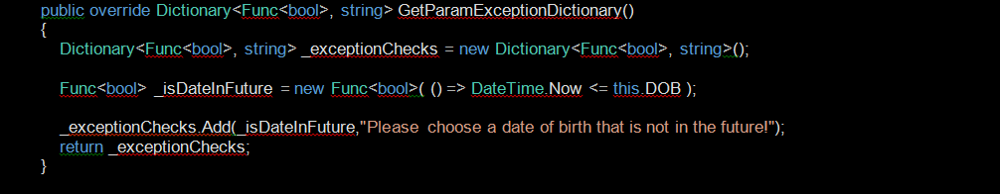 public override Dictionary<Func<bool>, string> GetParamExceptionDictionary()
{
Dictionary<Func<bool>, string> _exceptionChecks = new Dictionary<Func<bool>, string>();
Func<bool> _isDateInFuture = new Func<bool>( () => DateTime.Now <= this.DOB );
_exceptionChecks.Add(_isDateInFuture,"Please choose a date of birth that is not in the future!");
return _exceptionChecks;
}